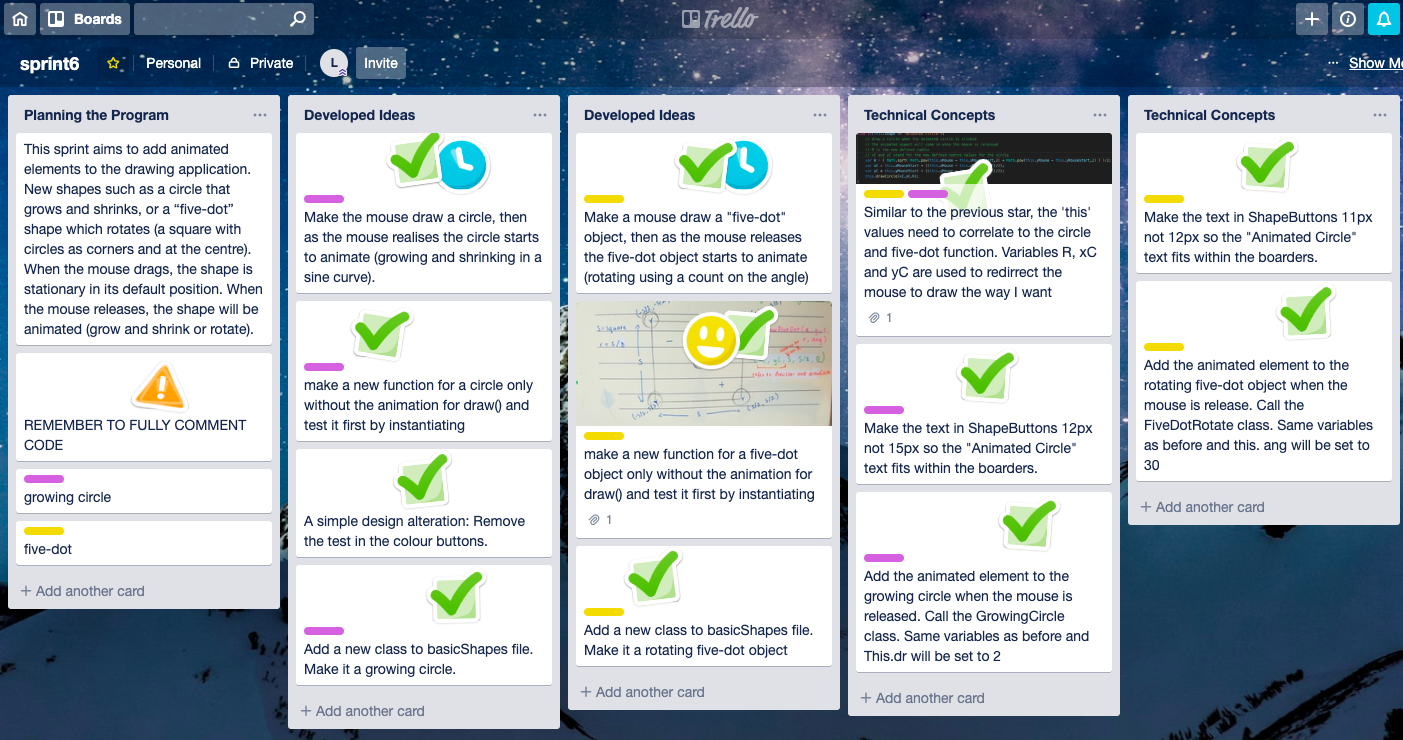 Boards
Trello
sprint6
Personal
Private
L
Invite
Show Me
Planning the Program
This sprint aims to add animated
elements to the drawing application.
New shapes such as a circle that
grows and shrinks, or a “five-dot”
shape which rotates (a square with
circles as corners and at the centre).
When the mouse drags, the shape is
stationary in its default position. When
the mouse releases, the shape will be
animated (grow and shrink or rotate).
REMEMBER TO FULLY COMMENT
CODE
growing circle
five-dot
+ Add another card
Developed Ideas
Make the mouse draw a circle, then
as the mouse realises the circle starts
to animate (growing and shrinking in a
sine curve).
make a new function for a circle only
without the animation for draw() and
test it first by instantiating
A simple design alteration: Remove
the test in the colour buttons.
Add a new class to basicShapes file.
Make it a growing circle.
+ Add another card
Developed Ideas
Make a mouse draw a "five-dot"
object, then as the mouse releases
the five-dot object starts to animate
(rotating using a count on the angle)
S=square
r = S/8
S
S
make a new function for a five-dot
object only without the animation for
draw() and test it first by instantiating
1
Add a new class to basicShapes file.
Make it a rotating five-dot object
+ Add another card
Technical Concepts
Similar to the previous star, the 'this'
values need to correlate to the circle
and five-dot function. Variables R, xC
and yC are used to redirrect the
mouse to draw the way I want
1
Make the text in ShapeButtons 12px
not 15px so the "Animated Circle"
text fits within the boarders.
Add the animated element to the
growing circle when the mouse is
released. Call the GrowingCircle
class. Same variables as before and
This.dr will be set to 2
+ Add another card
Technical Concepts
Make the text in ShapeButtons 11px
not 12px so the "Animated Circle"
text fits within the boarders.
Add the animated element to the
rotating five-dot object when the
mouse is release. Call the
FiveDotRotate class. Same variables
as before and this. ang will be set to
30
+ Add another card